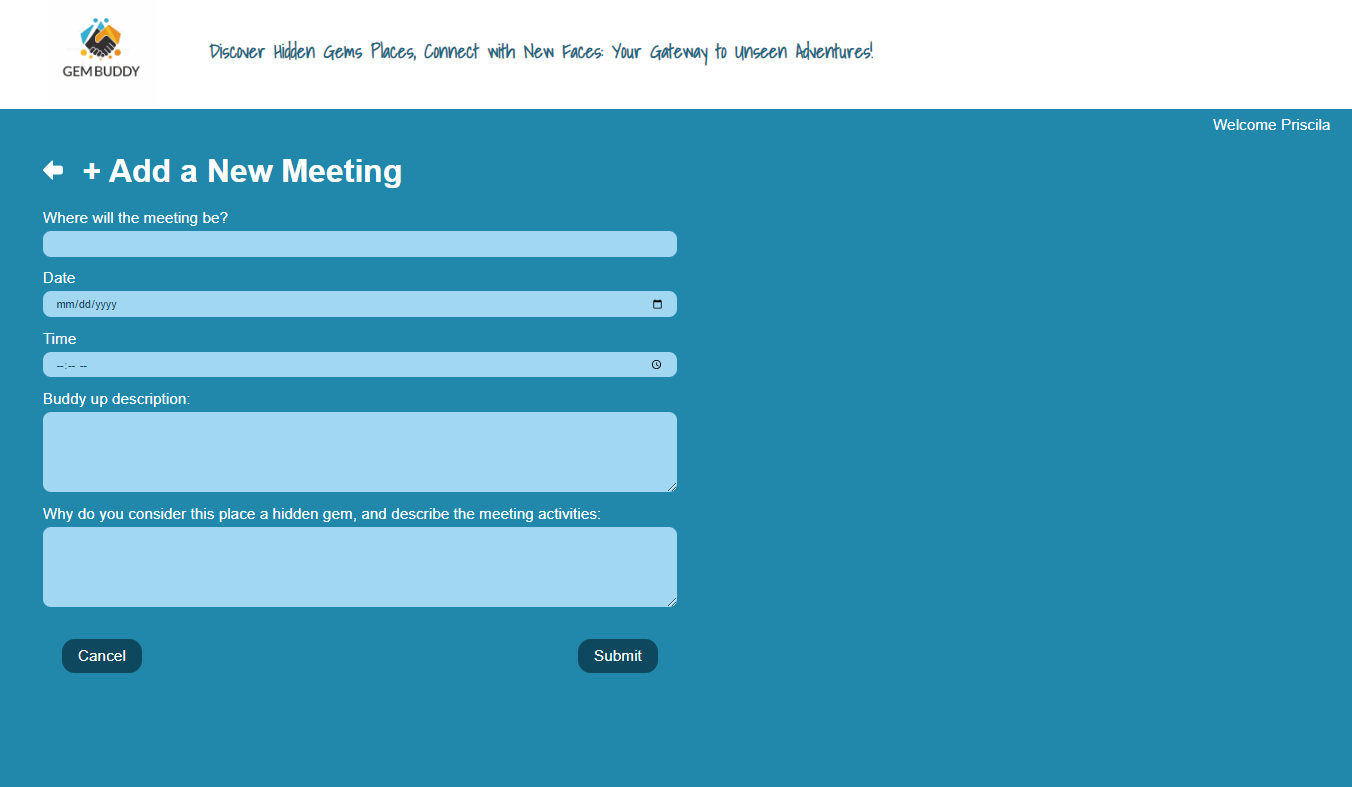 GEM BUDDY
Discover Hidden Gems Places, Connect with New Faces: Your Gateway to Unseen Adventures!
Welcome Priscila
+ Add a New Meeting
Where will the meeting be?
Date
mm/dd/yyyy
Time
--:-- --
Buddy up description:
Why do you consider this place a hidden gem, and describe the meeting activities:
Cancel
Submit